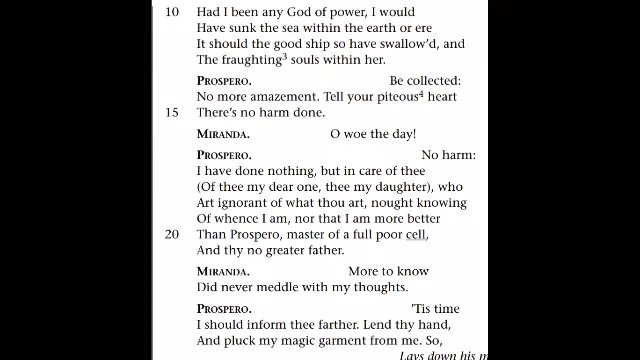 10 Had I been any God of power, I would
Have sunk the sea within the earth or ere
It should the good ship so have swallow'd, and
The fraughting³ souls within her.
PROSPERO. Be collected:
No more amazement. Tell your piteous⁴ heart
15 There's no harm done.
MIRANDA. O woe the day!
PROSPERO. No harm:
I have done nothing, but in care of thee
(Of thee my dear one, thee my daughter), who
Art ignorant of what thou art, nought knowing
Of whence I am, nor that I am more better
20 Than Prospero, master of a full poor cell,
And thy no greater father.
MIRANDA. More to know
Did never meddle with my thoughts.
PROSPERO. 'Tis time
I should inform thee farther. Lend thy hand,
And pluck my magic garment from me. So,
Lays down his m